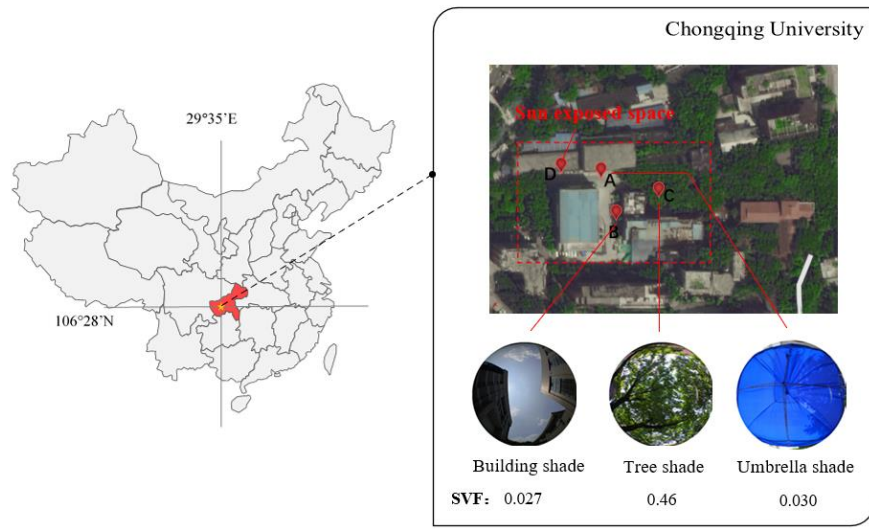 Chongqing University
29°35’E
Sun exposed space
D
A
C
B
106°28’N
Building shade
Tree shade
Umbrella shade
SVF: 0.027
0.46
0.030